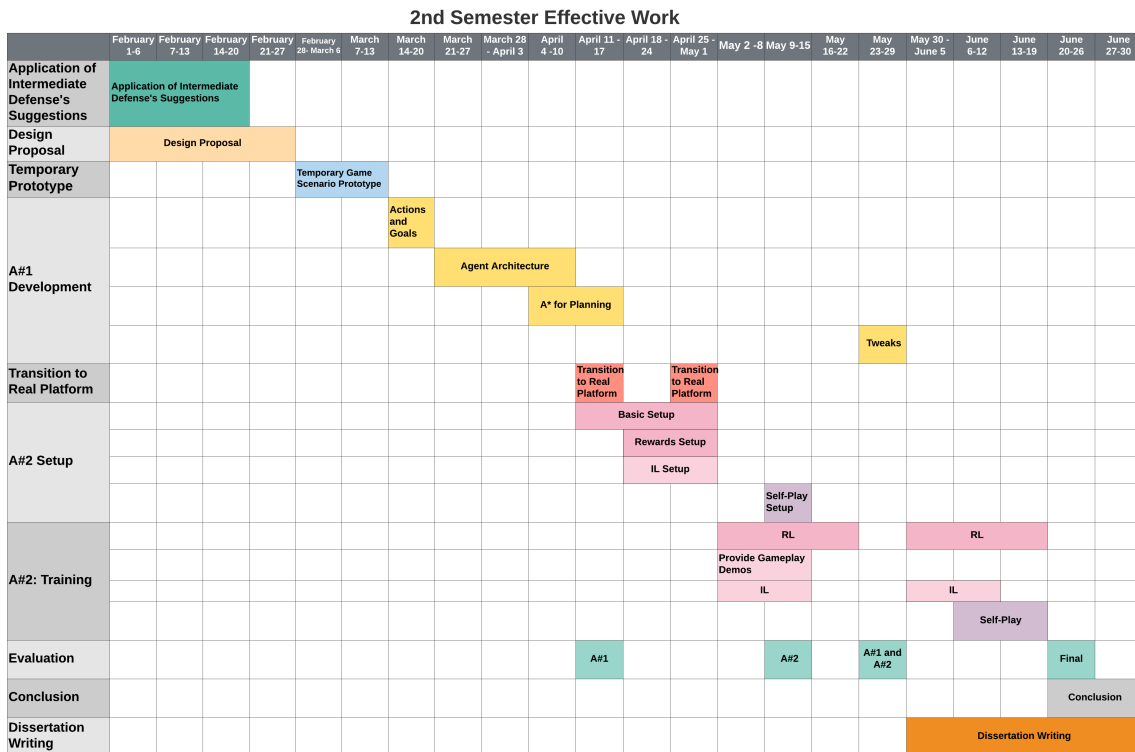 2nd Semester Effective Work
February
1-6
February
7-13
February
14-20
February
21-27
February
28- March 6
March
7-13
March
14-20
March
21-27
March 28
- April 3
April
4 -10
April 11 -
17
April 18 -
24
April 25 -
May 1
May 2 -8
May 9-15
May
16-22
May
23-29
May 30 -
June 5
June
6-12
June
13-19
June
20-26
June
27-30
Application of
Intermediate
Defense's
Suggestions
Application of Intermediate
Defense's Suggestions
Design
Proposal
Design Proposal
Temporary
Prototype
Temporary Game
Scenario Prototype
A#1
Development
Actions
and
Goals
Agent Architecture
A* for Planning
Tweaks
Transition to
Real Platform
Transition
to Real
Platform
Transition
to Real
Platform
A#2 Setup
Basic Setup
Rewards Setup
IL Setup
Self-Play
Setup
A#2: Training
RL
RL
Provide Gameplay
Demos
IL
IL
Self-Play
Evaluation
A#1
A#2
A#1 and
A#2
Final
Conclusion
Conclusion
Dissertation
Writing
Dissertation Writing